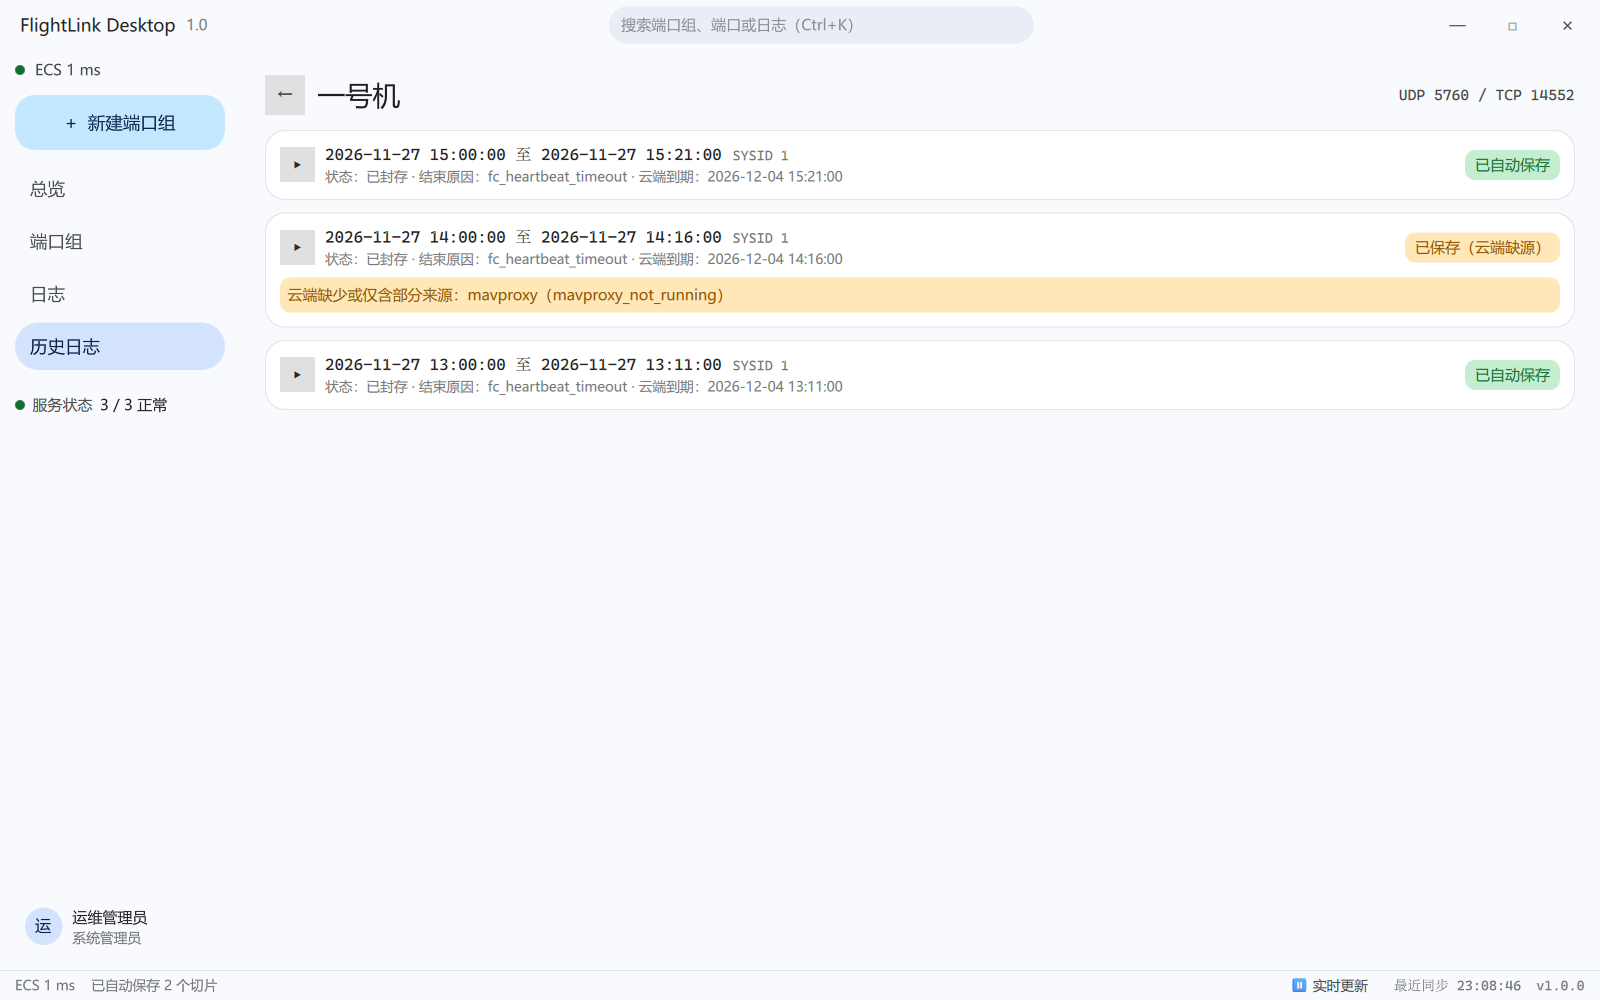 FlightLink Desktop 1.0
搜索端口组、端口或日志（Ctrl+K）
— □ ×
ECS 1 ms
+ 新建端口组
总览
端口组
日志
历史日志
服务状态 3 / 3 正常
← 一号机
UDP 5760 / TCP 14552
▶ 2026-11-27 15:00:00 至 2026-11-27 15:21:00 SYSID 1
状态：已封存 · 结束原因：fc_heartbeat_timeout · 云端到期：2026-12-04 15:21:00
已自动保存
▶ 2026-11-27 14:00:00 至 2026-11-27 14:16:00 SYSID 1
状态：已封存 · 结束原因：fc_heartbeat_timeout · 云端到期：2026-12-04 14:16:00
已保存（云端缺源）
云端缺少或仅含部分来源：mavproxy（mavproxy_not_running）
▶ 2026-11-27 13:00:00 至 2026-11-27 13:11:00 SYSID 1
状态：已封存 · 结束原因：fc_heartbeat_timeout · 云端到期：2026-12-04 13:11:00
已自动保存
运
运维管理员
系统管理员
ECS 1 ms 已自动保存 2 个切片
⏸ 实时更新 最近同步 23:08:46 v1.0.0